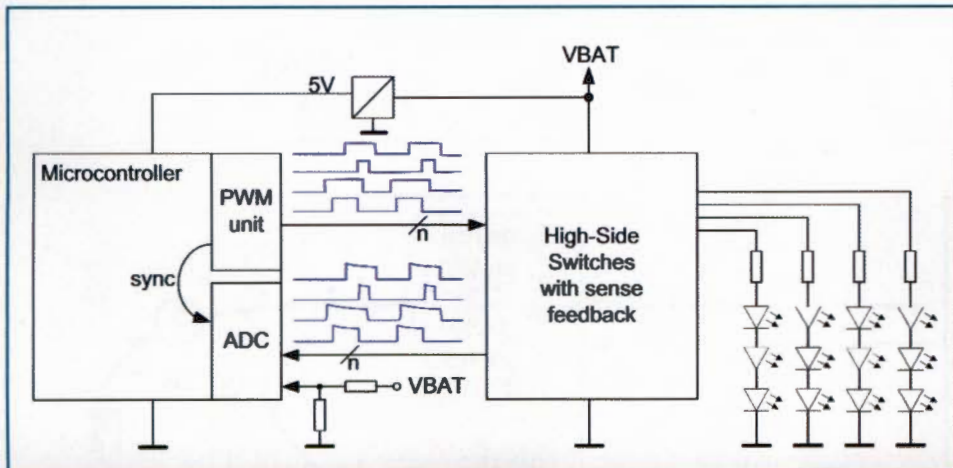 VBAT
5V
Microcontroller
PWM
unit
n
High-Side
Switches
with sense
feedback
sync
ADC
n
VBAT